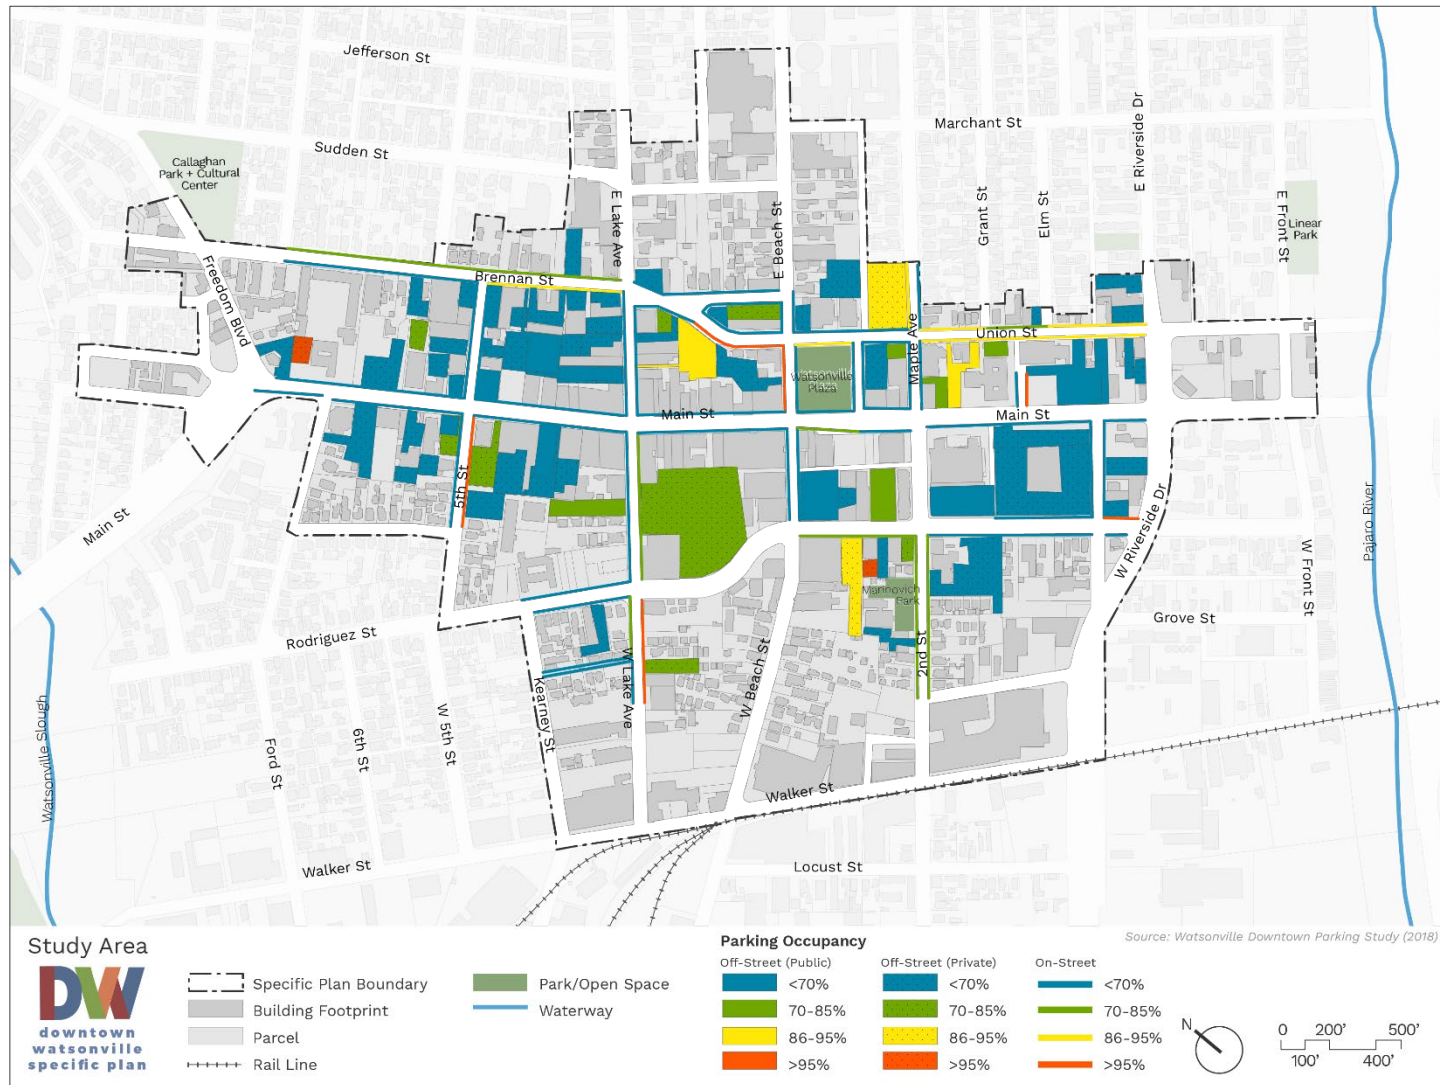 Jefferson St
Sudden St
Callaghan
Park + Cultural
Center
Marchant St
E Riverside Dr
Grant St
Elm St
E Front St
Linear
Park
E Lake Ave
E Beach St
Freedom Blvd
Brennan St
Union St
Maple Ave
Watsonville
Plaza
Watsonville
Plaza
Main St
Main St
Main St
5th St
W Riverside Dr
Pajaro River
Marinovich
Park
2nd St
W Front St
Grove St
Rodriguez St
Kearney St
W Lake Ave
W Beach St
Watsonville Slough
Ford St
6th St
W 5th St
Walker St
Walker St
Locust St
Study Area
DW
downtown
watsonville
specific plan
Specific Plan Boundary
Building Footprint
Parcel
Rail Line
Park/Open Space
Waterway
Parking Occupancy
Off-Street (Public)
<70%
70-85%
86-95%
>95%
Off-Street (Private)
<70%
70-85%
86-95%
>95%
On-Street
<70%
70-85%
86-95%
>95%
Source: Watsonville Downtown Parking Study (2018)
N
0 200' 500'
100' 400'